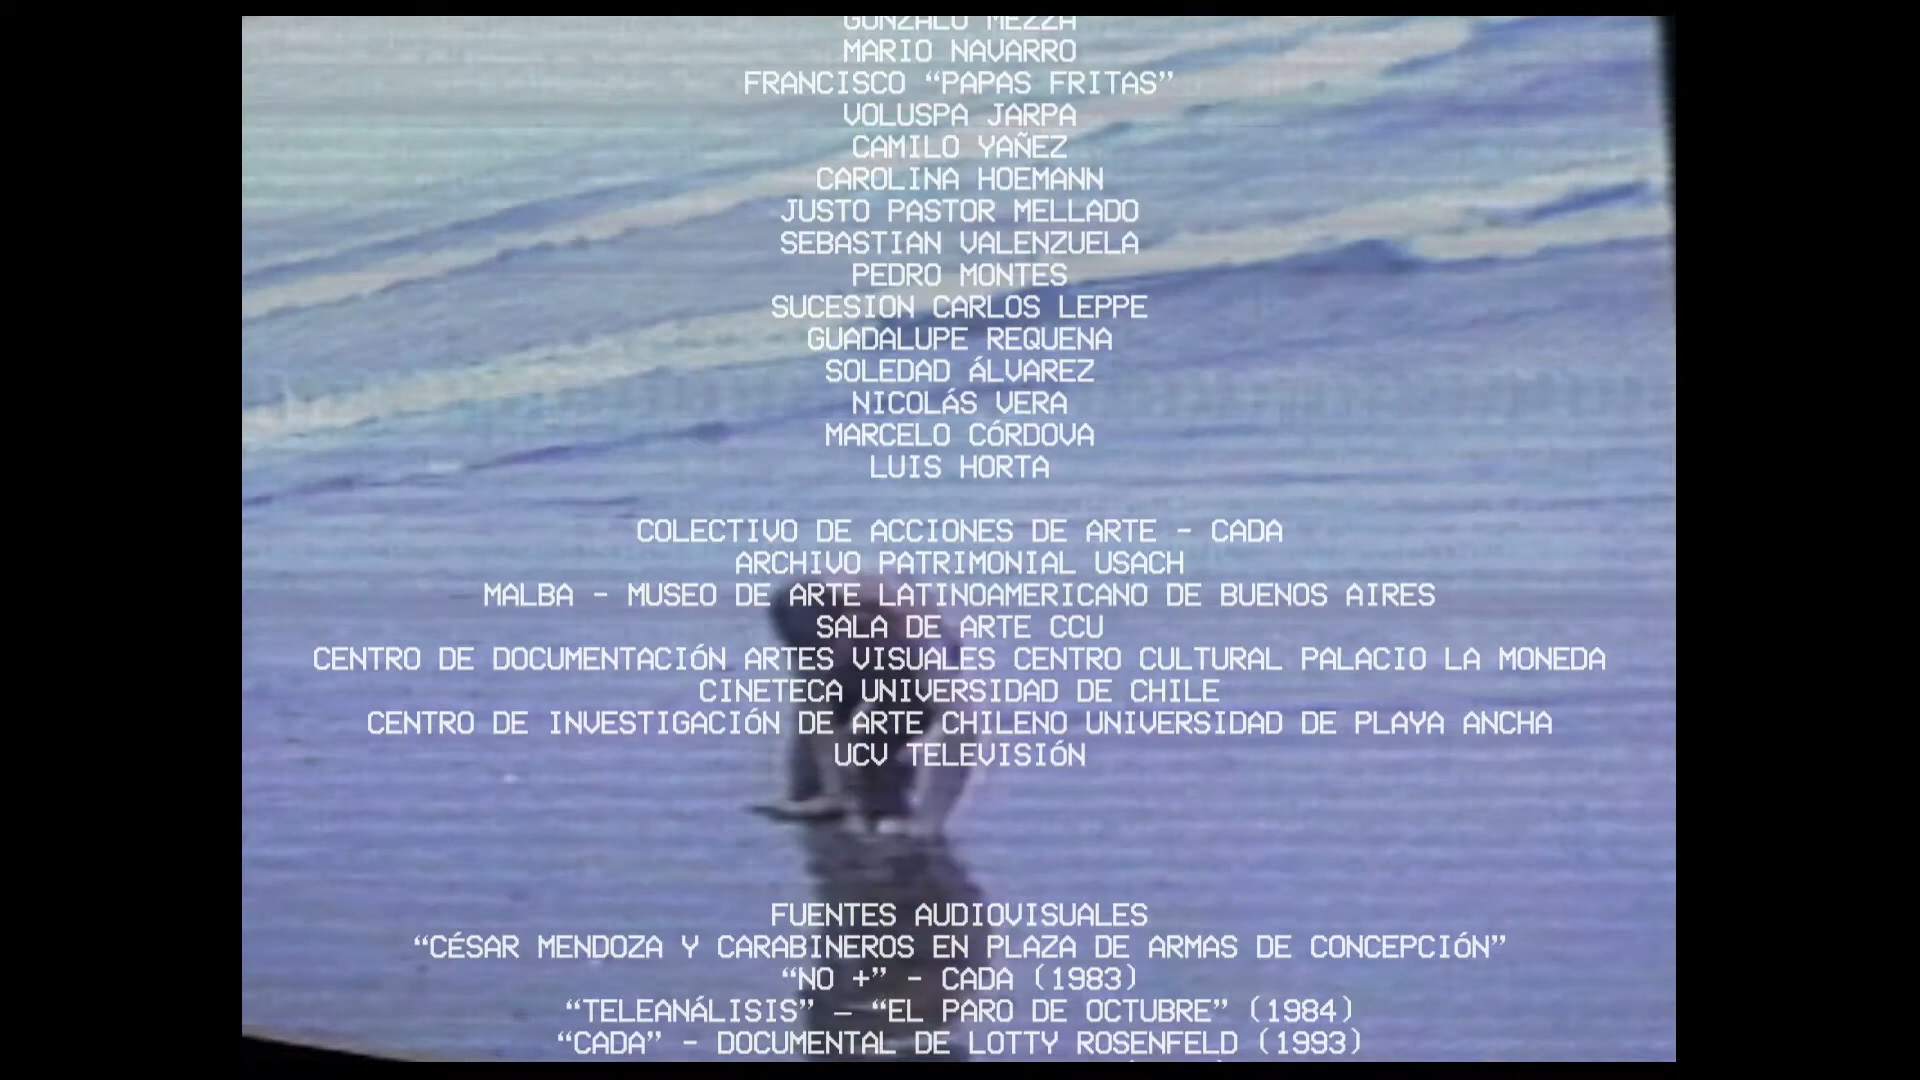 GONZALO MEZZA
MARIO NAVARRO
FRANCISCO “PAPAS FRITAS”
VOLUSPA JARPA
CAMILO YAÑEZ
CAROLINA HOEMANN
JUSTO PASTOR MELLADO
SEBASTIAN VALENZUELA
PEDRO MONTES
SUCESION CARLOS LEPPE
GUADALUPE REQUENA
SOLEDAD ÁLVAREZ
NICOLÁS VERA
MARCELO CÓRDOVA
LUIS HORTA
COLECTIVO DE ACCIONES DE ARTE - CADA
ARCHIVO PATRIMONIAL USACH
MALBA - MUSEO DE ARTE LATINOAMERICANO DE BUENOS AIRES
SALA DE ARTE CCU
CENTRO DE DOCUMENTACIÓN ARTES VISUALES CENTRO CULTURAL PALACIO LA MONEDA
CINETECA UNIVERSIDAD DE CHILE
CENTRO DE INVESTIGACIÓN DE ARTE CHILENO UNIVERSIDAD DE PLAYA ANCHA
UCV TELEVISIÓN
FUENTES AUDIOVISUALES
“CÉSAR MENDOZA Y CARABINEROS EN PLAZA DE ARMAS DE CONCEPCIÓN”
“NO +” - CADA (1983)
“TELEANÁLISIS” – “EL PARO DE OCTUBRE” (1984)
“CADA” - DOCUMENTAL DE LOTTY ROSENFELD (1993)